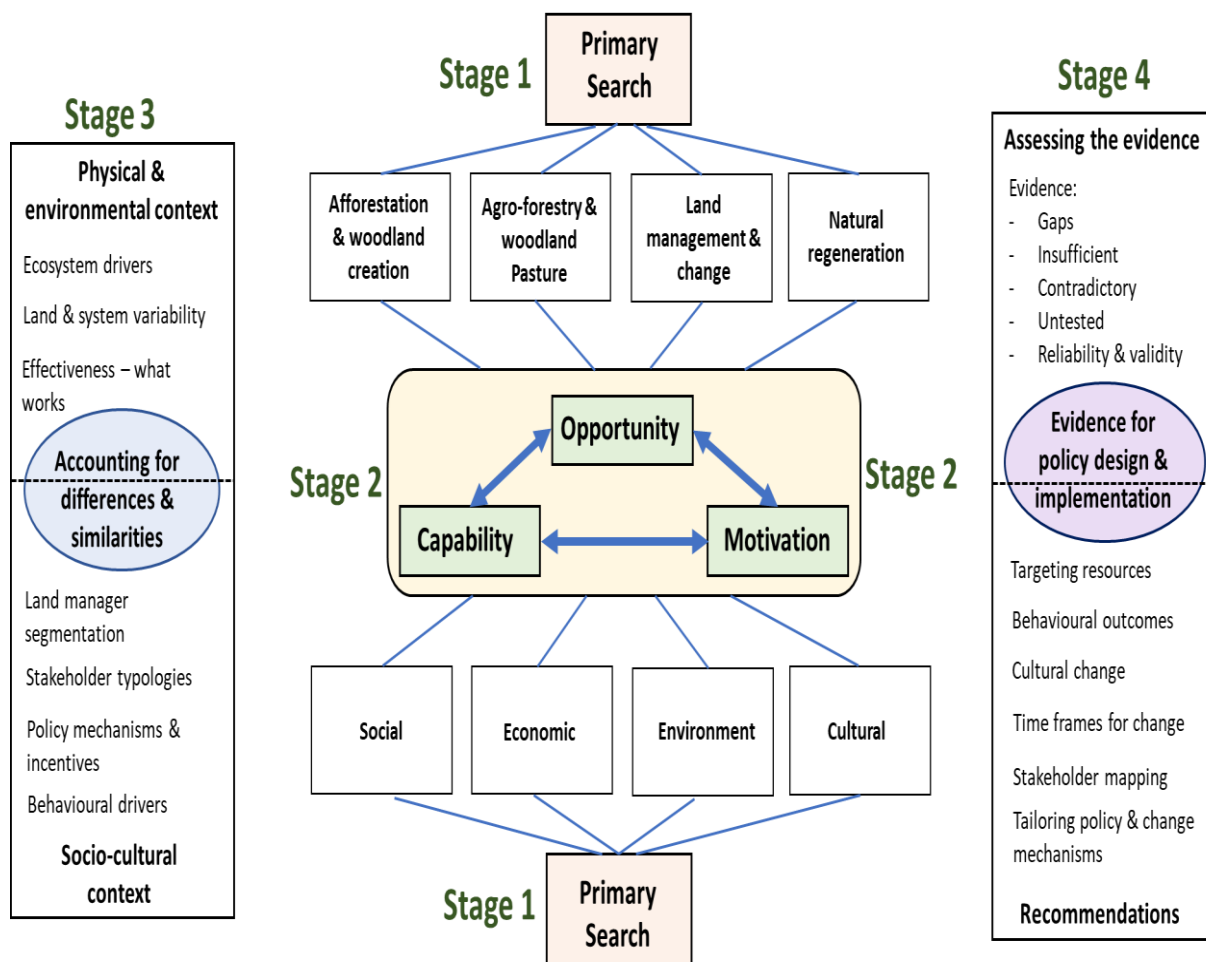 Stage 3
Physical &
environmental context
Ecosystem drivers
Land & system variability
Effectiveness – what
works
Accounting for
differences &
similarities
Land manager
segmentation
Stakeholder typologies
Policy mechanisms &
incentives
Behavioural drivers
Socio-cultural
context
Stage 1
Primary
Search
Afforestation
& woodland
creation
Agro-forestry &
woodland
Pasture
Land
management &
change
Natural
regeneration
Stage 2
Opportunity
Capability
Motivation
Stage 2
Social
Economic
Environment
Cultural
Stage 1
Primary
Search
Stage 4
Assessing the evidence
Evidence:
- Gaps
- Insufficient
- Contradictory
- Untested
- Reliability & validity
Evidence for
policy design &
implementation
Targeting resources
Behavioural outcomes
Cultural change
Time frames for change
Stakeholder mapping
Tailoring policy & change
mechanisms
Recommendations